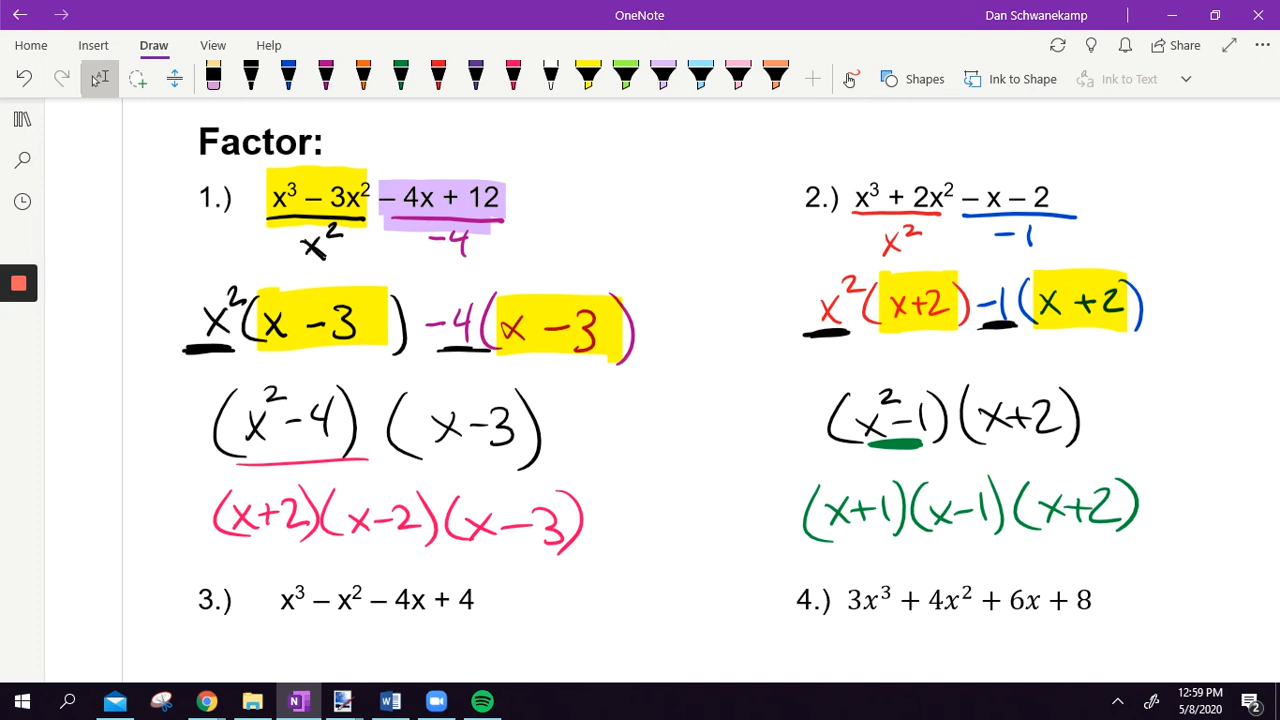 OneNote
Dan Schwanekamp
Home Insert Draw View Help
Share
Shapes Ink to Shape Ink to Text
Factor:
1.) x³ – 3x² – 4x + 12
x² -4
x²(x -3) -4(x -3)
(x²-4) (x-3)
(x+2)(x-2)(x-3)
2.) x³ + 2x² – x – 2
x² -1
x²(x+2) -1(x +2)
(x²-1)(x+2)
(x+1)(x-1)(x+2)
3.) x³ – x² – 4x + 4
4.) 3x³ + 4x² + 6x + 8
12:59 PM
5/8/2020
2